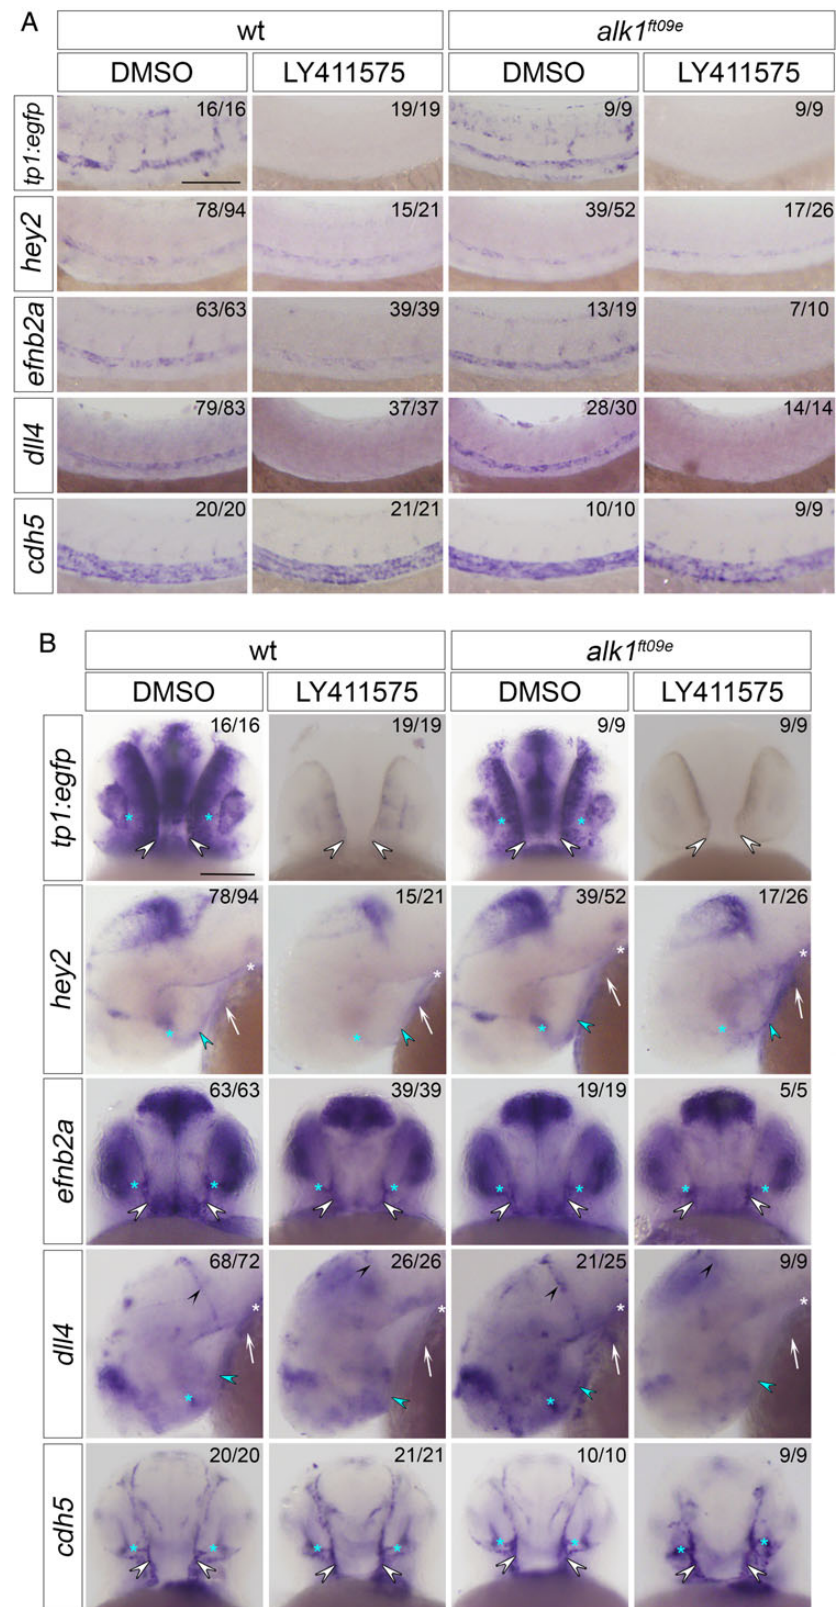 A
wt alk1ft09e
DMSO LY411575 DMSO LY411575
tp1:egfp 16/16 19/19 9/9 9/9
hey2 78/94 15/21 39/52 17/26
efnb2a 63/63 39/39 13/19 7/10
dll4 79/83 37/37 28/30 14/14
cdh5 20/20 21/21 10/10 9/9
B
wt alk1ft09e
DMSO LY411575 DMSO LY411575
tp1:egfp 16/16 19/19 9/9 9/9
* *
* *
hey2 78/94 15/21 39/52 17/26
* * * *
* * * *
efnb2a 63/63 39/39 19/19 5/5
* * * * * * * *
dll4 68/72 26/26 21/25 9/9
* * * *
* *
cdh5 20/20 21/21 10/10 9/9
* * * * * * * *